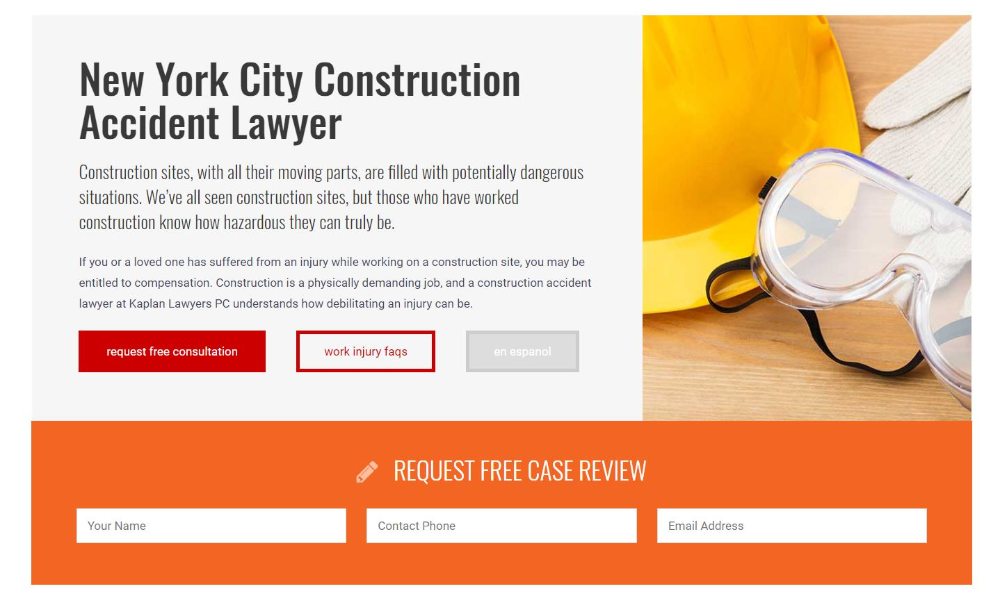 New York City Construction
Accident Lawyer
Construction sites, with all their moving parts, are filled with potentially dangerous
situations. We’ve all seen construction sites, but those who have worked
construction know how hazardous they can truly be.
If you or a loved one has suffered from an injury while working on a construction site, you may be
entitled to compensation. Construction is a physically demanding job, and a construction accident
lawyer at Kaplan Lawyers PC understands how debilitating an injury can be.
request free consultation
work injury faqs
en espanol
REQUEST FREE CASE REVIEW
Your Name
Contact Phone
Email Address